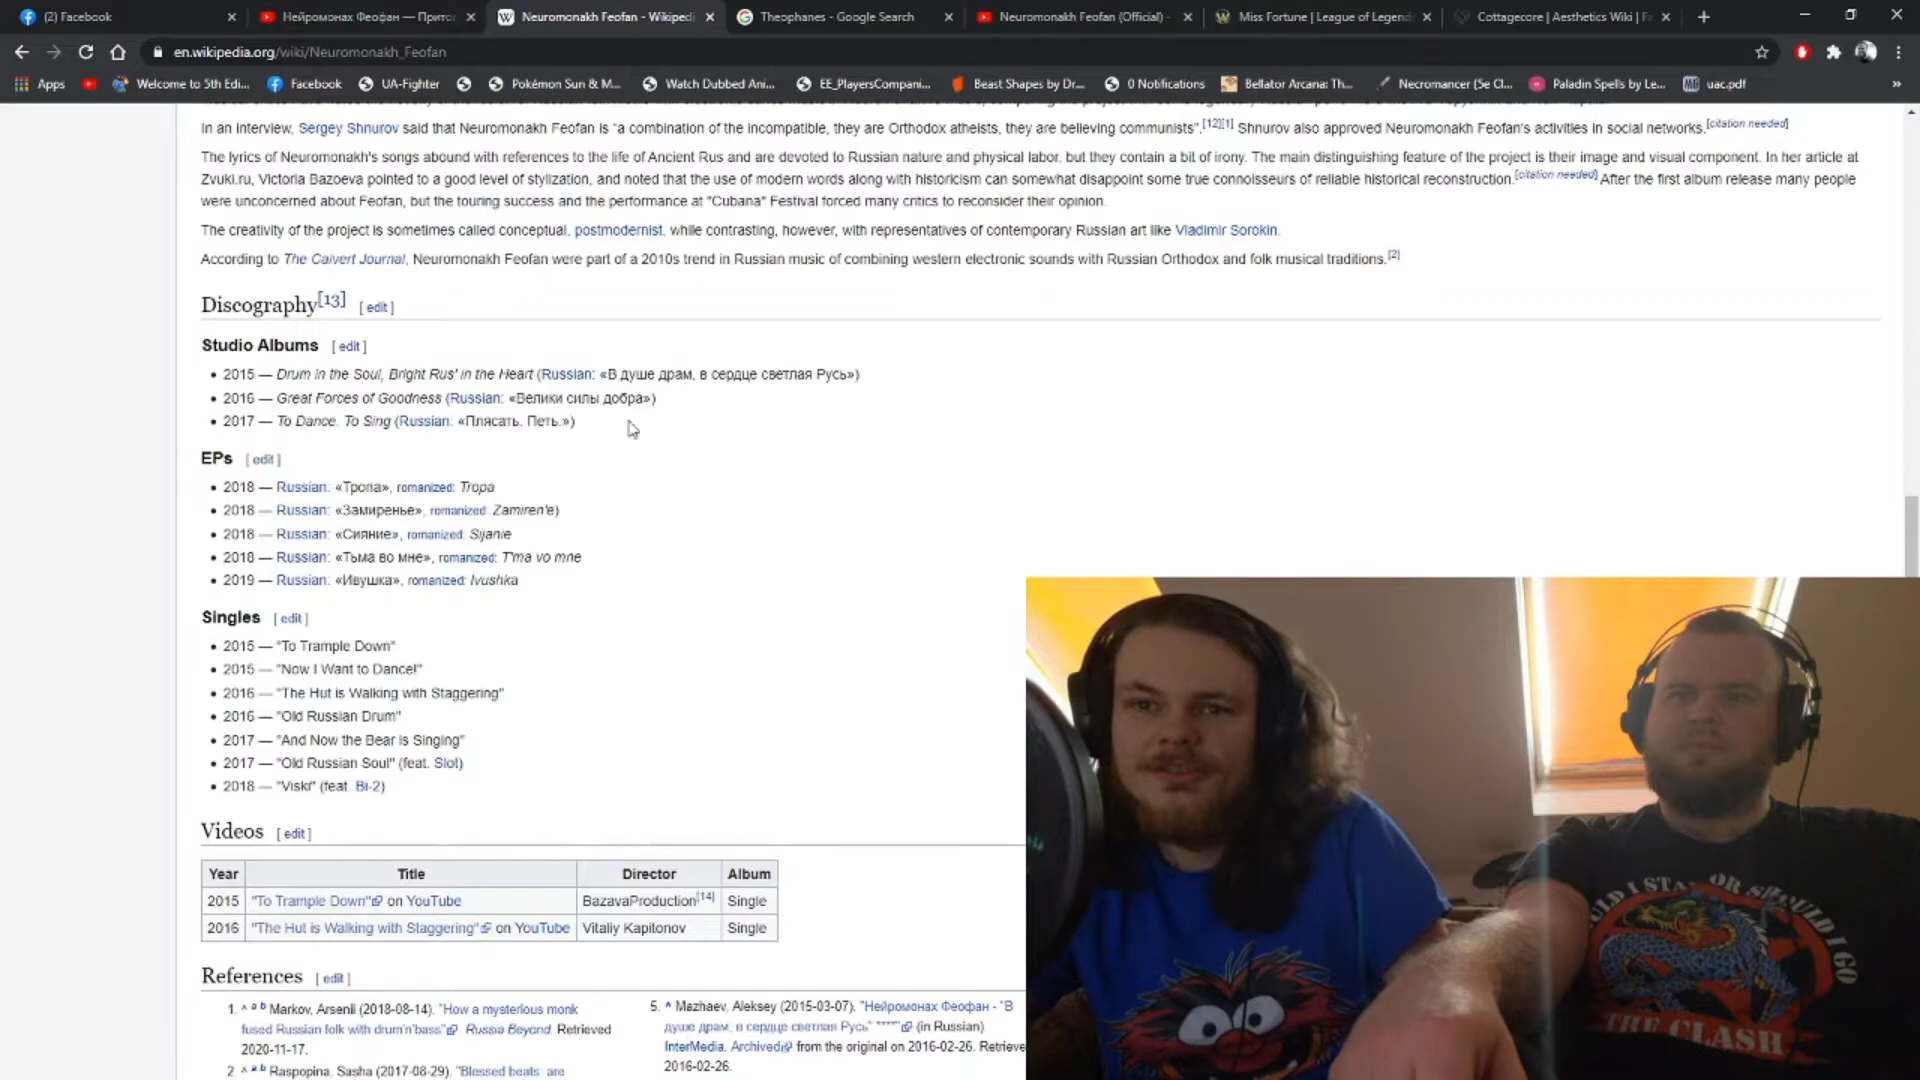 (2) Facebook
Нейромонах Феофан — Прито
Neuromonakh Feofan - Wikipedi
Theophanes - Google Search
Neuromonakh Feofan (Official) -
Miss Fortune | League of Legend
Cottagecore | Aesthetics Wiki | F
en.wikipedia.org/wiki/Neuromonakh_Feofan
Apps
Welcome to 5th Edi...
Facebook
UA-Fighter
Pokémon Sun & M...
Watch Dubbed Ani...
EE_PlayersCompani...
Beast Shapes by Dr...
0 Notifications
Bellator Arcana: Th...
Necromancer (5e Cl...
Paladin Spells by Le...
uac.pdf
»
In an interview, Sergey Shnurov said that Neuromonakh Feofan is "a combination of the incompatible, they are Orthodox atheists, they are believing communists".[12][1] Shnurov also approved Neuromonakh Feofan's activities in social networks.[citation needed]
The lyrics of Neuromonakh's songs abound with references to the life of Ancient Rus and are devoted to Russian nature and physical labor, but they contain a bit of irony. The main distinguishing feature of the project is their image and visual component. In her article at
Zvuki.ru, Victoria Bazoeva pointed to a good level of stylization, and noted that the use of modern words along with historicism can somewhat disappoint some true connoisseurs of reliable historical reconstruction.[citation needed] After the first album release many people
were unconcerned about Feofan, but the touring success and the performance at "Cubana" Festival forced many critics to reconsider their opinion.
The creativity of the project is sometimes called conceptual, postmodernist, while contrasting, however, with representatives of contemporary Russian art like Vladimir Sorokin.
According to The Calvert Journal, Neuromonakh Feofan were part of a 2010s trend in Russian music of combining western electronic sounds with Russian Orthodox and folk musical traditions.[2]
Discography[13] [ edit ]
Studio Albums [ edit ]
• 2015 — Drum in the Soul, Bright Rus' in the Heart (Russian: «В душе драм, в сердце светлая Русь»)
• 2016 — Great Forces of Goodness (Russian: «Велики силы добра»)
• 2017 — To Dance. To Sing (Russian: «Плясать. Петь.»)
EPs [ edit ]
• 2018 — Russian: «Тропа», romanized: Tropa
• 2018 — Russian: «Замиренье», romanized: Zamiren'e)
• 2018 — Russian: «Сияние», romanized: Sijanie
• 2018 — Russian: «Тьма во мне», romanized: T'ma vo mne
• 2019 — Russian: «Ивушка», romanized: Ivushka
Singles [ edit ]
• 2015 — "To Trample Down"
• 2015 — "Now I Want to Dance!"
• 2016 — "The Hut is Walking with Staggering"
• 2016 — "Old Russian Drum"
• 2017 — "And Now the Bear is Singing"
• 2017 — "Old Russian Soul" (feat. Slot)
• 2018 — "Viski" (feat. Bi-2)
Videos [ edit ]
Year Title Director Album
2015 "To Trample Down" on YouTube BazavaProduction[14] Single
2016 "The Hut is Walking with Staggering" on YouTube Vitaliy Kapitonov Single
References [ edit ]
1. ^ a b Markov, Arsenii (2018-08-14). "How a mysterious monk
fused Russian folk with drum'n'bass" Russia Beyond. Retrieved
2020-11-17.
2 ^ a b Raspopina, Sasha (2017-08-29). "Blessed beats are
5. ^ Mazhaev, Aleksey (2015-03-07). "Нейромонах Феофан - "В
душе драм, в сердце светлая Русь" ****" (in Russian)
InterMedia. Archived from the original on 2016-02-26. Retrieve
2016-02-26.
OR SHOULD I GO
THE CLASH